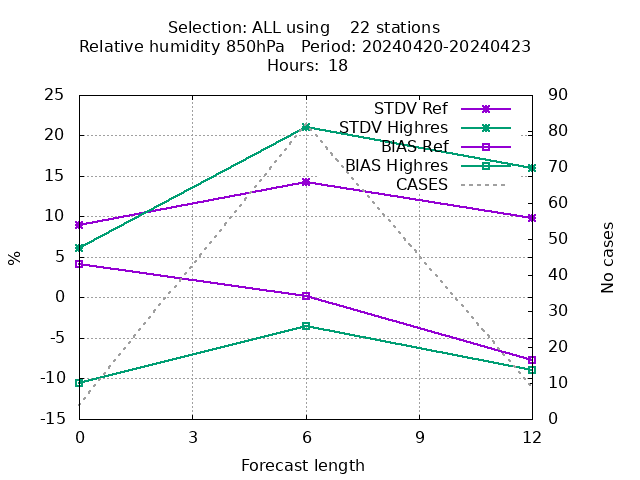 Selection: ALL using    22 stations
Relative humidity 850hPa   Period: 20240420-20240423
Hours: 18
25 90
20 80
15 70
10 60
5 50
0 40
-5 30
-10 20
-15 10
0
% No cases
STDV Ref
STDV Highres
BIAS Ref
BIAS Highres
CASES
0 3 6 9 12
Forecast length